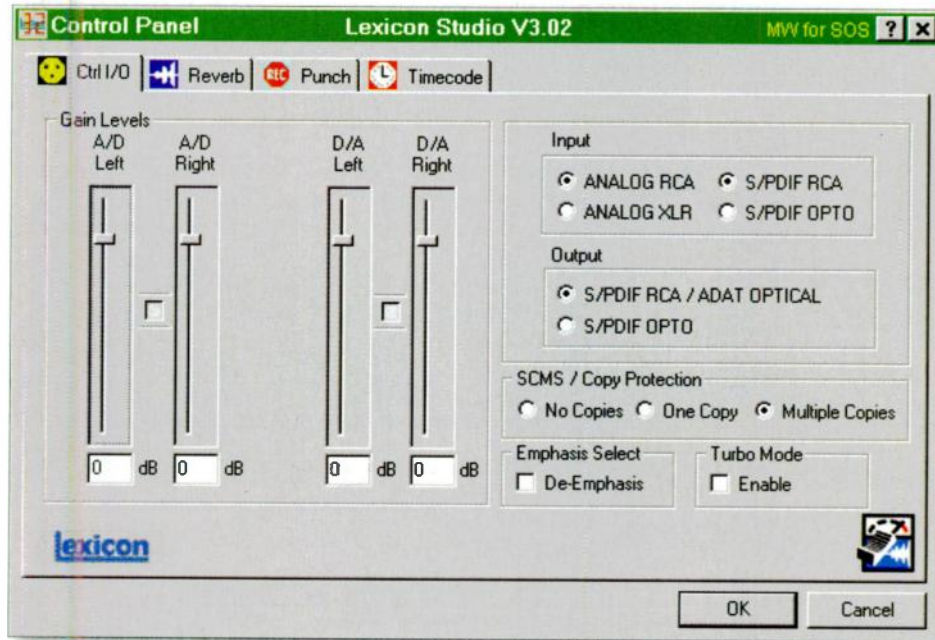 Control Panel Lexicon Studio V3.02 MW for SOS ? X
Ctrl I/O Reverb REC Punch Timecode
Gain Levels
A/D Left
A/D Right
D/A Left
D/A Right
0 dB 0 dB 0 dB 0 dB
Input
ANALOG RCA S/PDIF RCA
ANALOG XLR S/PDIF OPTO
Output
S/PDIF RCA / ADAT OPTICAL
S/PDIF OPTO
SCMS / Copy Protection
No Copies One Copy Multiple Copies
Emphasis Select
De-Emphasis
Turbo Mode
Enable
lexicon
OK Cancel